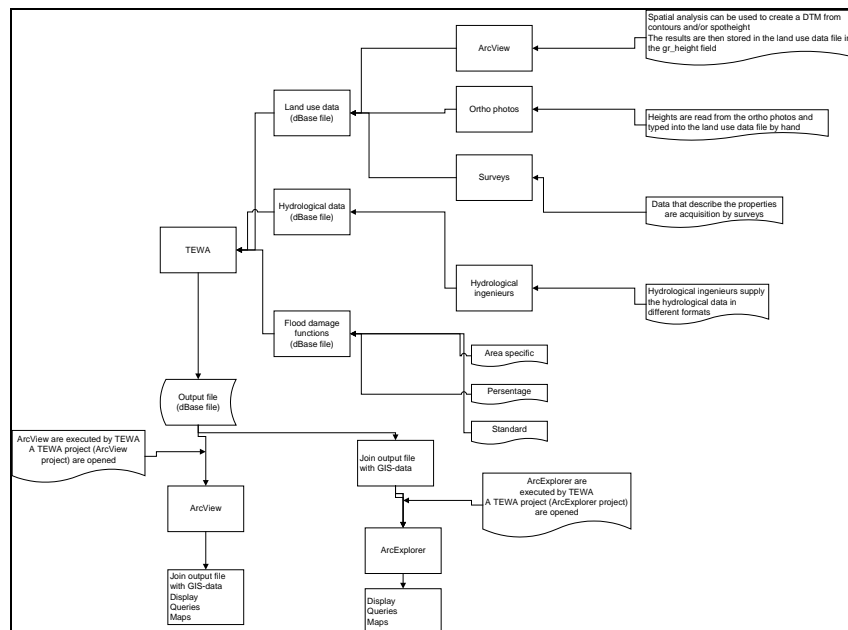 Spatial analysis can be used to create a DTM from
contours and/or spotheight
The results are then stored in the land use data file in
the gr_height field
ArcView
Land use data
(dBase file)
Ortho photos
Heights are read from the ortho photos and
typed into the land use data file by hand
Surveys
Data that describe the properties
are acquisition by surveys
Hydrological data
(dBase file)
TEWA
Hydrological
ingenieurs
Hydrological ingenieurs supply
the hydrological data in
different formats
Flood damage
functions
(dBase file)
Area specific
Percentage
Standard
Output file
(dBase file)
ArcView are executed by TEWA
A TEWA project (ArcView
project) are opened
Join output file
with GIS-data
ArcExplorer are
executed by TEWA
A TEWA project (ArcExplorer project)
are opened
ArcView
ArcExplorer
Join output file
with GIS-data
Display
Queries
Maps
Display
Queries
Maps